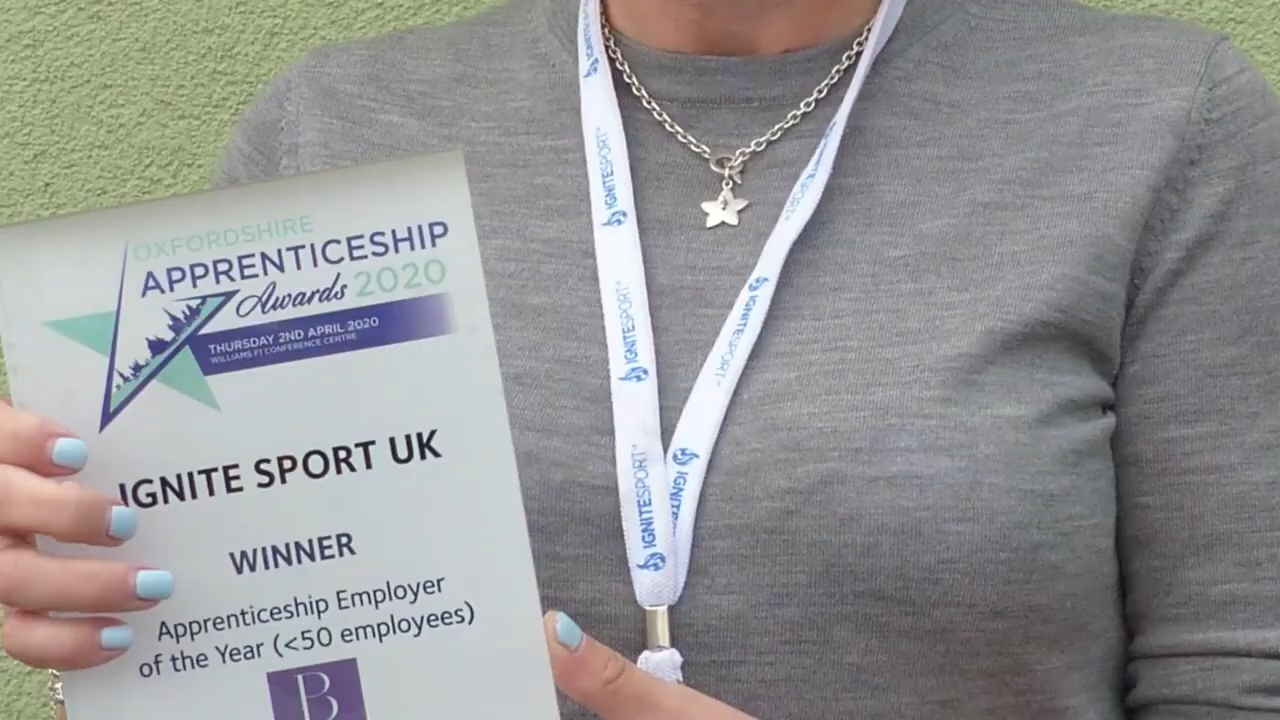 OXFORDSHIRE
APPRENTICESHIP
Awards 2020
THURSDAY 2ND APRIL 2020
WILLIAMS F1 CONFERENCE CENTRE
IGNITE SPORT UK
WINNER
Apprenticeship Employer
of the Year (<50 employees)
B
IGNITESPORT
IGNITESPORT
IGNITESPORT
IGNITESPORT
IGNITESPORT